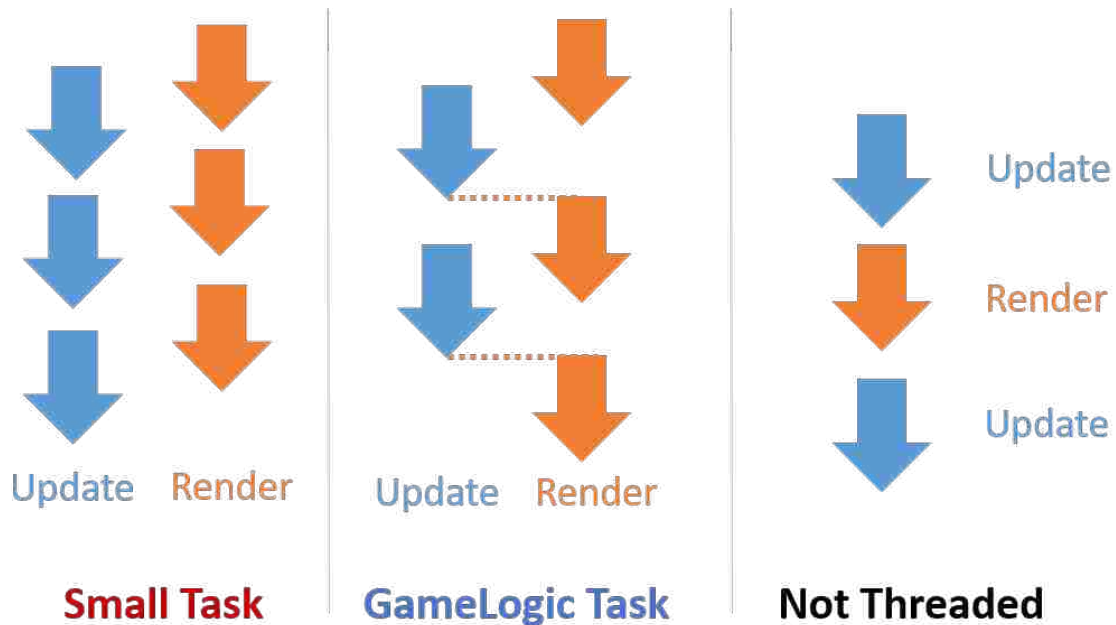 Update
Render
Update
Update Render
Update Render
Small Task
GameLogic Task
Not Threaded